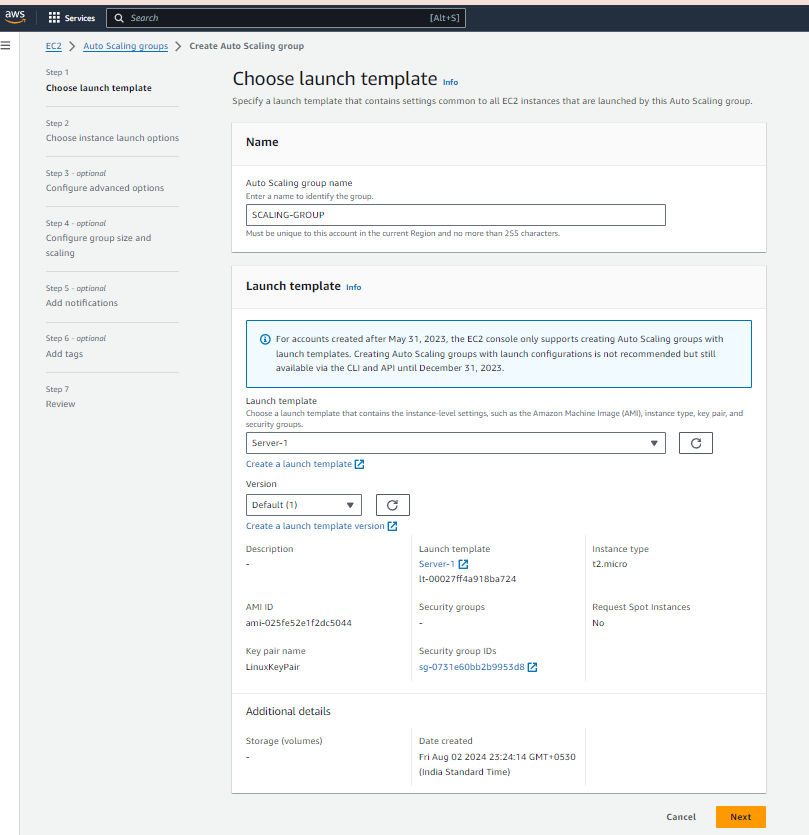 aws
Services
Search
[Alt+S]
EC2 > Auto Scaling groups > Create Auto Scaling group
Step 1
Choose launch template
Step 2
Choose instance launch options
Step 3 - optional
Configure advanced options
Step 4 - optional
Configure group size and
scaling
Step 5 - optional
Add notifications
Step 6 - optional
Add tags
Step 7
Review
Choose launch template Info
Specify a launch template that contains settings common to all EC2 instances that are launched by this Auto Scaling group.
Name
Auto Scaling group name
Enter a name to identify the group.
SCALING-GROUP
Must be unique to this account in the current Region and no more than 255 characters.
Launch template Info
For accounts created after May 31, 2023, the EC2 console only supports creating Auto Scaling groups with
launch templates. Creating Auto Scaling groups with launch configurations is not recommended but still
available via the CLI and API until December 31, 2023.
Launch template
Choose a launch template that contains the instance-level settings, such as the Amazon Machine Image (AMI), instance type, key pair, and
security groups.
Server-1
Create a launch template
Version
Default (1)
Create a launch template version
Description
-
Launch template
Server-1
lt-00027ff4a918ba724
Instance type
t2.micro
AMI ID
ami-025fe52e1f2dc5044
Security groups
-
Request Spot Instances
No
Key pair name
LinuxKeyPair
Security group IDs
sg-0731e60bb2b9953d8
Additional details
Storage (volumes)
-
Date created
Fri Aug 02 2024 23:24:14 GMT+0530
(India Standard Time)
Cancel
Next